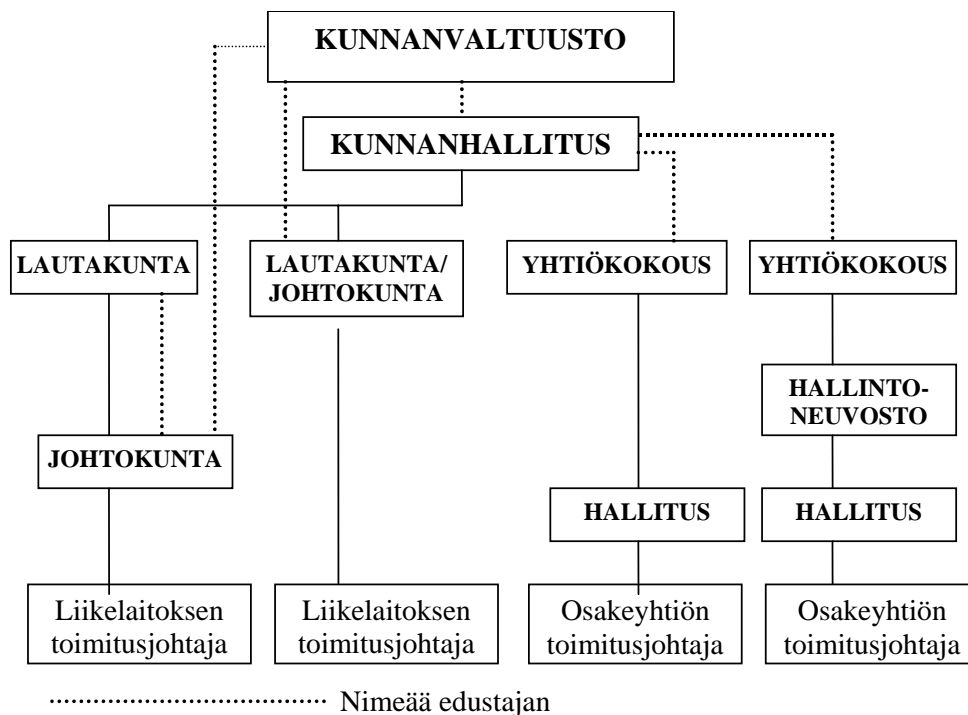 KUNNANVALTUUSTO
KUNNANHALLITUS
LAUTAKUNTA
LAUTAKUNTA/
JOHTOKUNTA
YHTIÖKOKOUS
YHTIÖKOKOUS
HALLINTO-
NEUVOSTO
JOHTOKUNTA
HALLITUS
HALLITUS
Liikelaitoksen
toimitusjohtaja
Liikelaitoksen
toimitusjohtaja
Osakeyhtiön
toimitusjohtaja
Osakeyhtiön
toimitusjohtaja
Nimeää edustajan